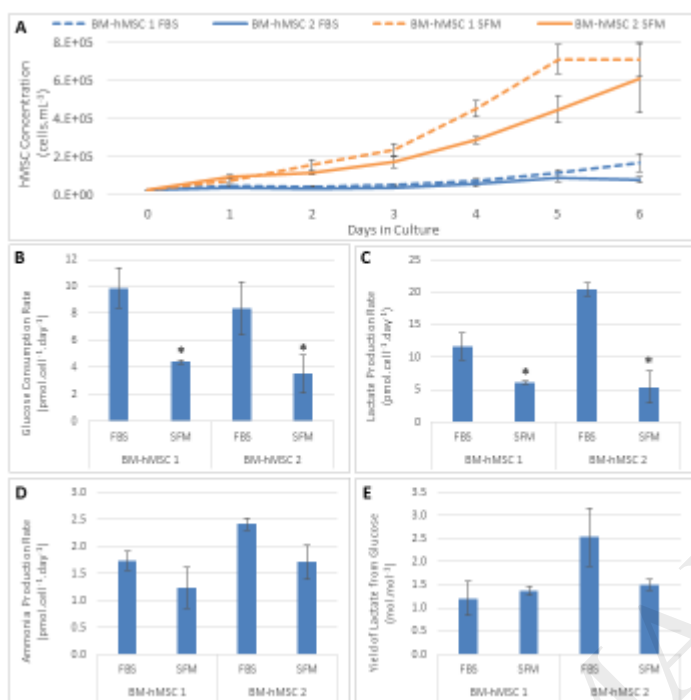 A
BM-hMSC 1 FBS BM-hMSC 2 FBS BM-hMSC 1 SFM BM-hMSC 2 SFM
hMSC Concentration
(cells.mL⁻¹)
8.E+05
6.E+05
4.E+05
2.E+05
0.E+00
0 1 2 3 4 5 6
Days in Culture
B
Glucose Consumption Rate
(pmol.cell⁻¹.day⁻¹)
12
10
8
6
4
2
0
* *
FBS SFM FBS SFM
BM-hMSC 1 BM-hMSC 2
C
Lactate Production Rate
(pmol.cell⁻¹.day⁻¹)
25
20
15
10
5
0
* *
FBS SFM FBS SFM
BM-hMSC 1 BM-hMSC 2
D
Ammonia Production Rate
(pmol.cell⁻¹.day⁻¹)
3.0
2.5
2.0
1.5
1.0
0.5
0.0
FBS SFM FBS SFM
BM-hMSC 1 BM-hMSC 2
E
Yield of Lactate from Glucose
(mol.mol⁻¹)
3.5
3.0
2.5
2.0
1.5
1.0
0.5
0.0
FBS SFM FBS SFM
BM-hMSC 1 BM-hMSC 2